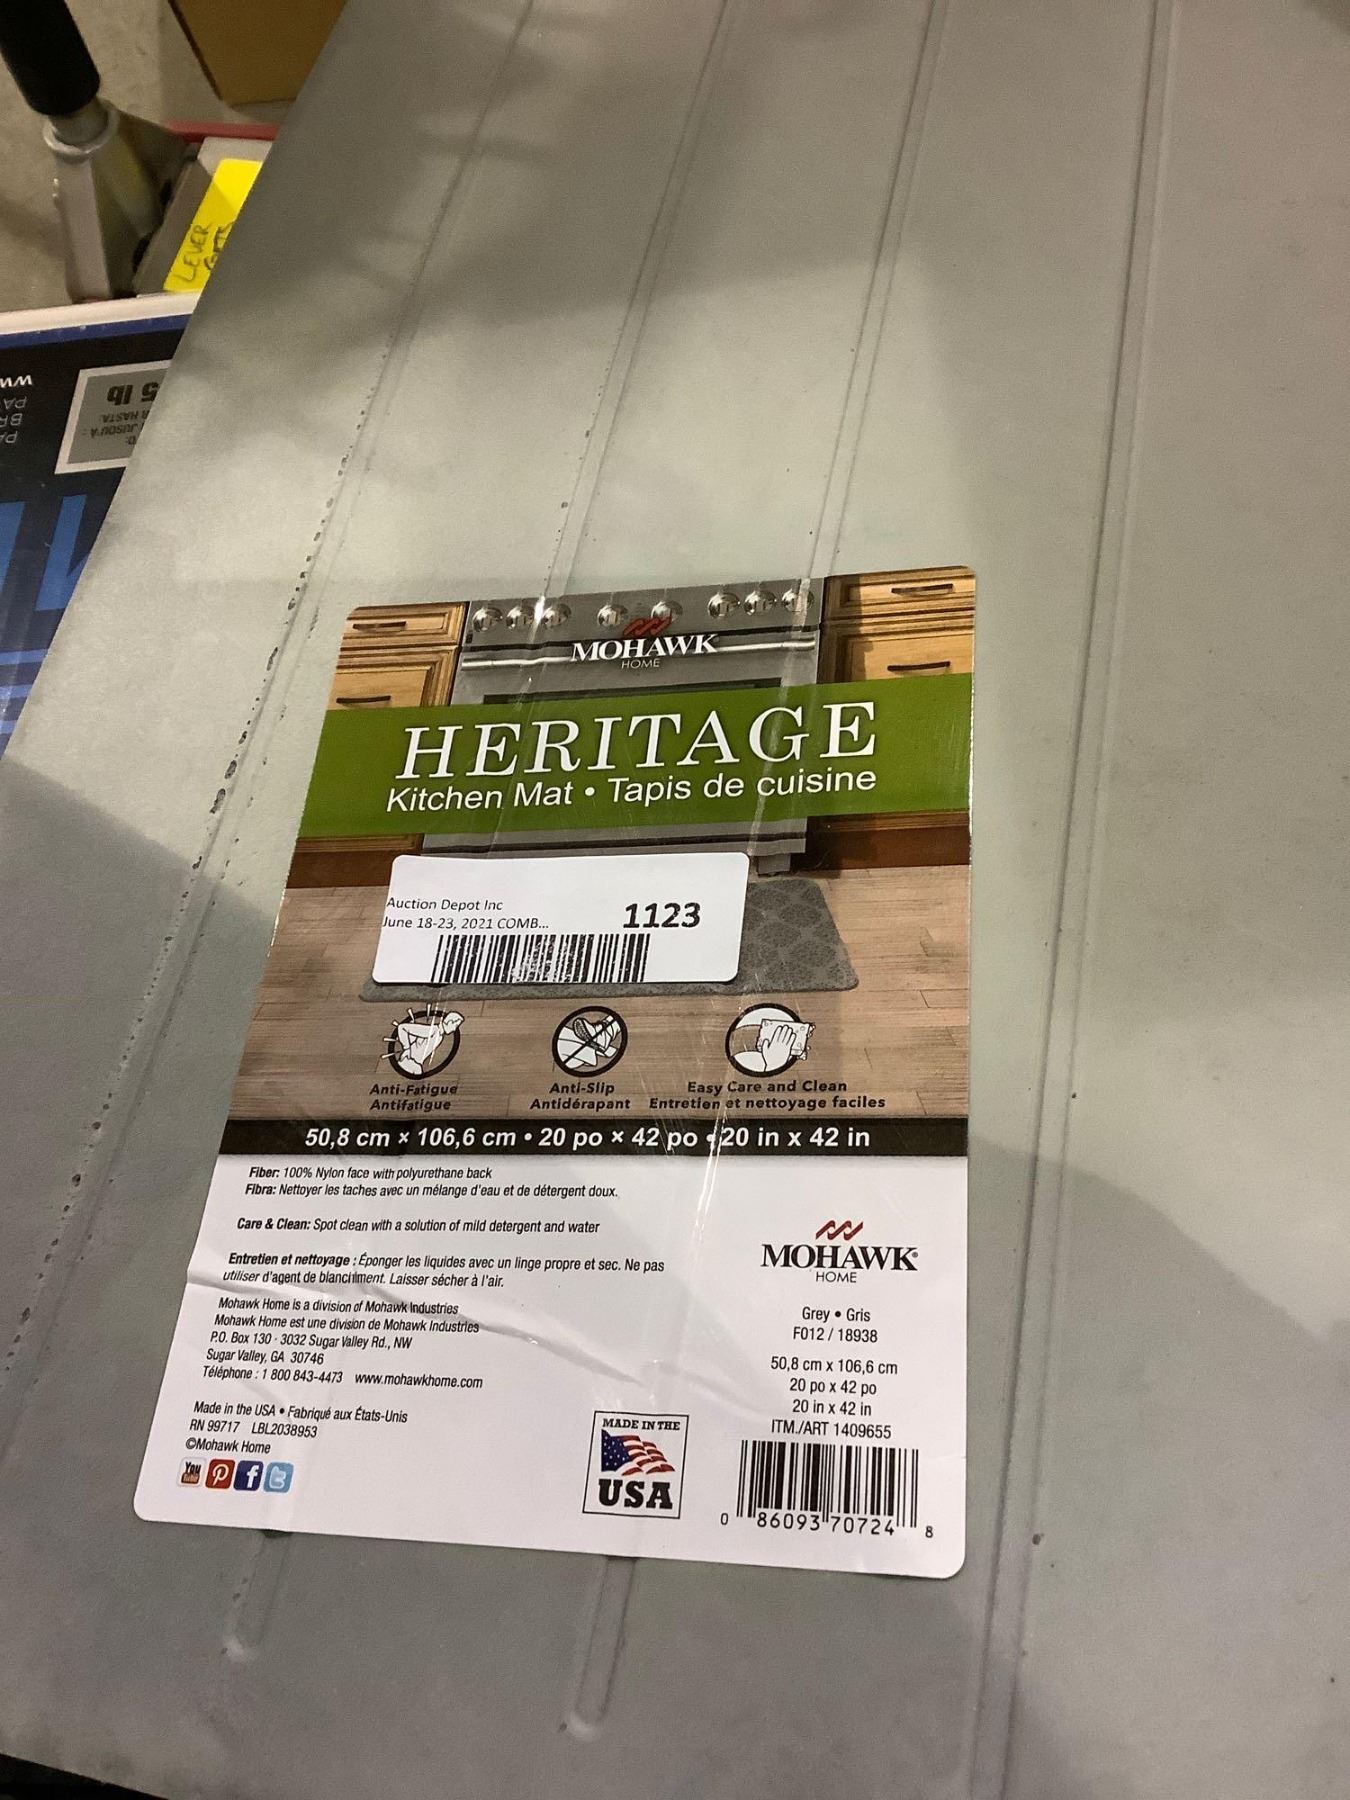 LEVER
5 lb
MOHAWK
HOME
HERITAGE
Kitchen Mat • Tapis de cuisine
Auction Depot Inc
June 18-23, 2021 COMB...
1123
Anti-Fatigue
Antifatigue
Anti-Slip
Antidérapant
Easy Care and Clean
Entretien et nettoyage faciles
50,8 cm × 106,6 cm • 20 po × 42 po • 20 in x 42 in
Fiber: 100% Nylon face with polyurethane back
Fibra: Nettoyer les taches avec un mélange d'eau et de détergent doux.
Care & Clean: Spot clean with a solution of mild detergent and water
Entretien et nettoyage : Éponger les liquides avec un linge propre et sec. Ne pas
utiliser d'agent de blanchiment. Laisser sécher à l'air.
Mohawk Home is a division of Mohawk Industries
Mohawk Home est une division de Mohawk Industries
P.O. Box 130 · 3032 Sugar Valley Rd., NW
Sugar Valley, GA 30746
Téléphone : 1 800 843-4473 www.mohawkhome.com
Made in the USA • Fabriqué aux États-Unis
RN 99717 LBL2038953
©Mohawk Home
You
MADE IN THE
USA
MOHAWK®
HOME
Grey • Gris
F012 / 18938
50,8 cm x 106,6 cm
20 po x 42 po
20 in x 42 in
ITM./ART 1409655
0 86093 70724 8